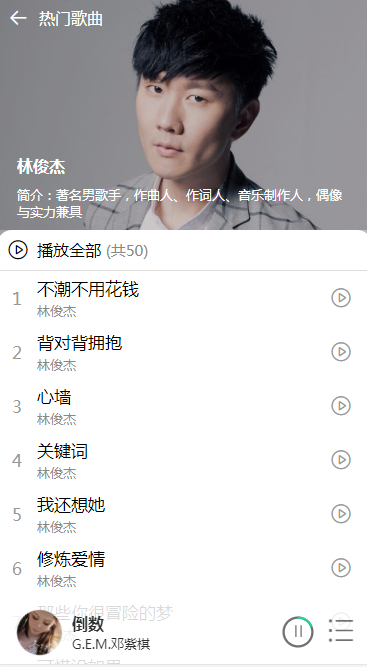 热门歌曲
林俊杰
简介：著名男歌手，作曲人、作词人、音乐制作人，偶像
与实力兼具
播放全部 (共50)
1 不潮不用花钱
林俊杰
2 背对背拥抱
林俊杰
3 心墙
林俊杰
4 关键词
林俊杰
5 我还想她
林俊杰
6 修炼爱情
林俊杰
那些你很冒险的梦
倒数
G.E.M.邓紫棋